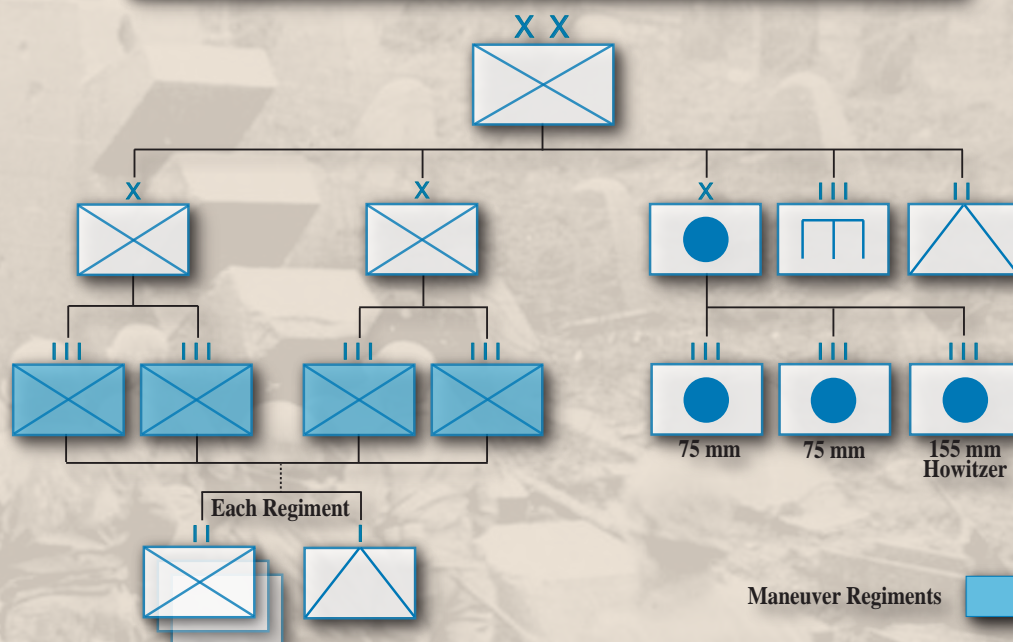 X X
X X X III II
III III III III III III III
75 mm 75 mm 155 mm
Howitzer
Each Regiment
II I
Maneuver Regiments